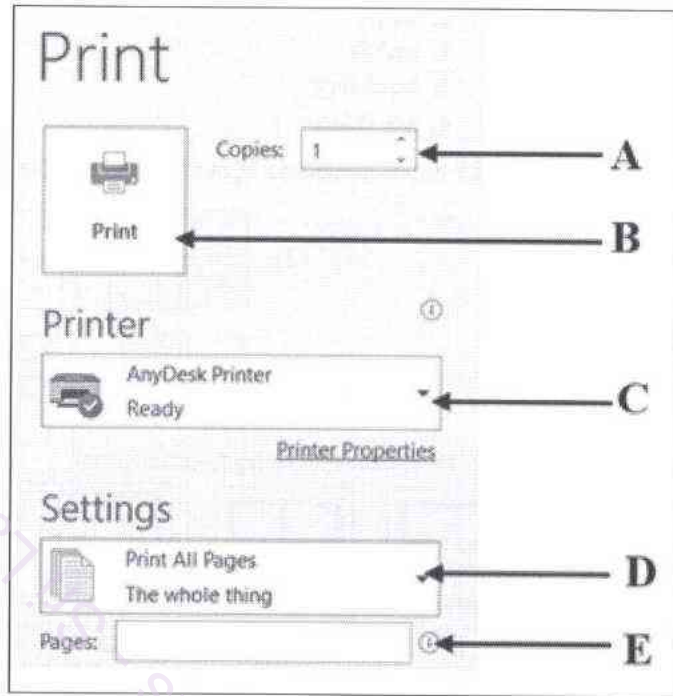 Print
Copies: 1
A
Print
B
Printer
AnyDesk Printer
Ready
C
Printer Properties
Settings
Print All Pages
The whole thing
D
Pages:
E